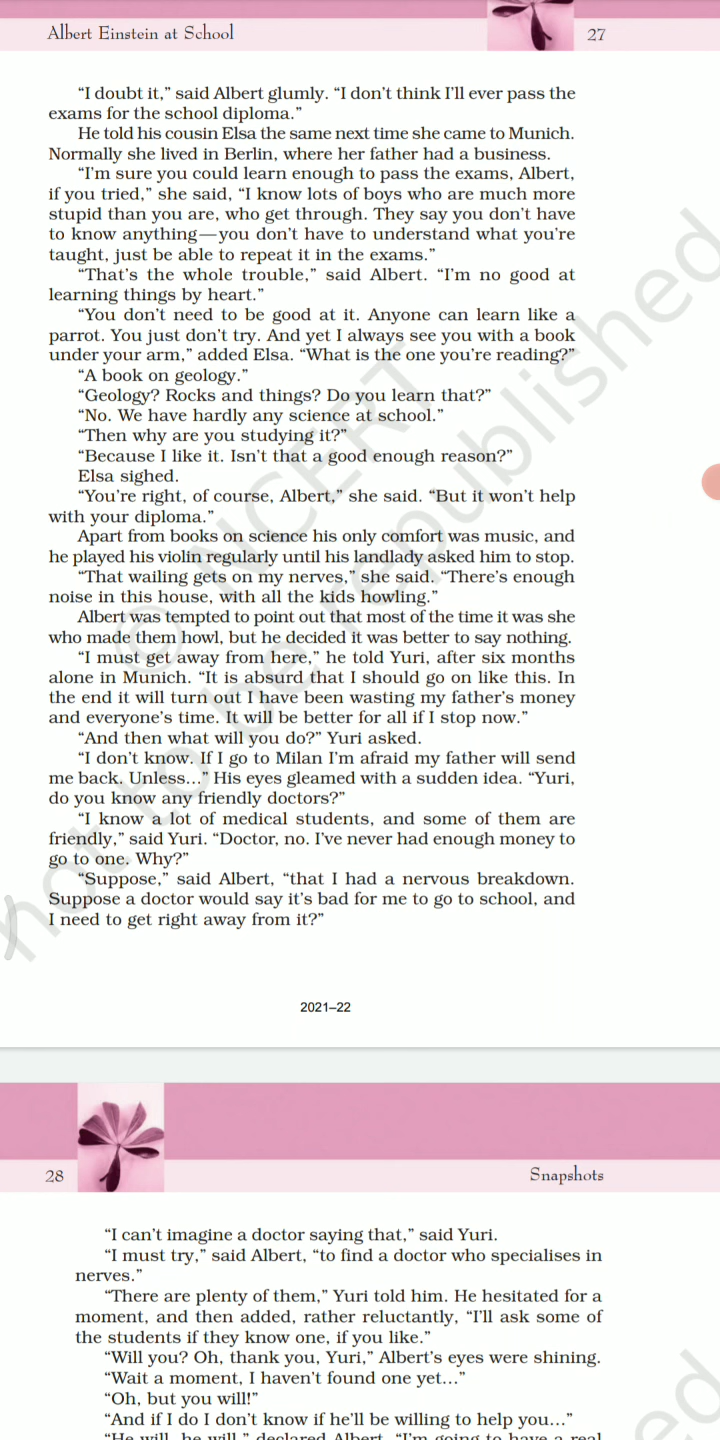 Albert Einstein at School
27
“I doubt it,” said Albert glumly. “I don’t think I’ll ever pass the
exams for the school diploma.”
He told his cousin Elsa the same next time she came to Munich.
Normally she lived in Berlin, where her father had a business.
“I’m sure you could learn enough to pass the exams, Albert,
if you tried,” she said, “I know lots of boys who are much more
stupid than you are, who get through. They say you don’t have
to know anything—you don’t have to understand what you’re
taught, just be able to repeat it in the exams.”
“That’s the whole trouble,” said Albert. “I’m no good at
learning things by heart.”
“You don’t need to be good at it. Anyone can learn like a
parrot. You just don’t try. And yet I always see you with a book
under your arm,” added Elsa. “What is the one you’re reading?”
“A book on geology.”
“Geology? Rocks and things? Do you learn that?”
“No. We have hardly any science at school.”
“Then why are you studying it?”
“Because I like it. Isn’t that a good enough reason?”
Elsa sighed.
“You’re right, of course, Albert,” she said. “But it won’t help
with your diploma.”
Apart from books on science his only comfort was music, and
he played his violin regularly until his landlady asked him to stop.
“That wailing gets on my nerves,” she said. “There’s enough
noise in this house, with all the kids howling.”
Albert was tempted to point out that most of the time it was she
who made them howl, but he decided it was better to say nothing.
“I must get away from here,” he told Yuri, after six months
alone in Munich. “It is absurd that I should go on like this. In
the end it will turn out I have been wasting my father’s money
and everyone’s time. It will be better for all if I stop now.”
“And then what will you do?” Yuri asked.
“I don’t know. If I go to Milan I’m afraid my father will send
me back. Unless...” His eyes gleamed with a sudden idea. “Yuri,
do you know any friendly doctors?”
“I know a lot of medical students, and some of them are
friendly,” said Yuri. “Doctor, no. I’ve never had enough money to
go to one. Why?”
“Suppose,” said Albert, “that I had a nervous breakdown.
Suppose a doctor would say it’s bad for me to go to school, and
I need to get right away from it?”
© NCERT
not to be republished
2021–22
28
Snapshots
“I can’t imagine a doctor saying that,” said Yuri.
“I must try,” said Albert, “to find a doctor who specialises in
nerves.”
“There are plenty of them,” Yuri told him. He hesitated for a
moment, and then added, rather reluctantly, “I’ll ask some of
the students if they know one, if you like.”
“Will you? Oh, thank you, Yuri,” Albert’s eyes were shining.
“Wait a moment, I haven’t found one yet...”
“Oh, but you will!”
“And if I do I don’t know if he’ll be willing to help you...”
“He will, he will,” declared Albert. “I’m going to have a real